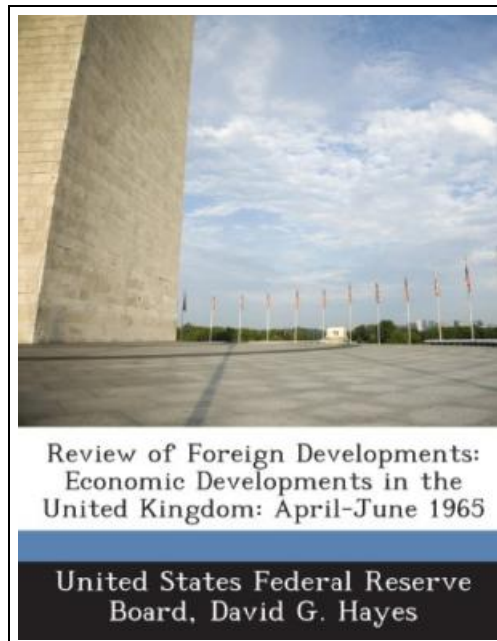 Review of Foreign Developments:
Economic Developments in the
United Kingdom: April-June 1965
United States Federal Reserve
Board, David G. Hayes